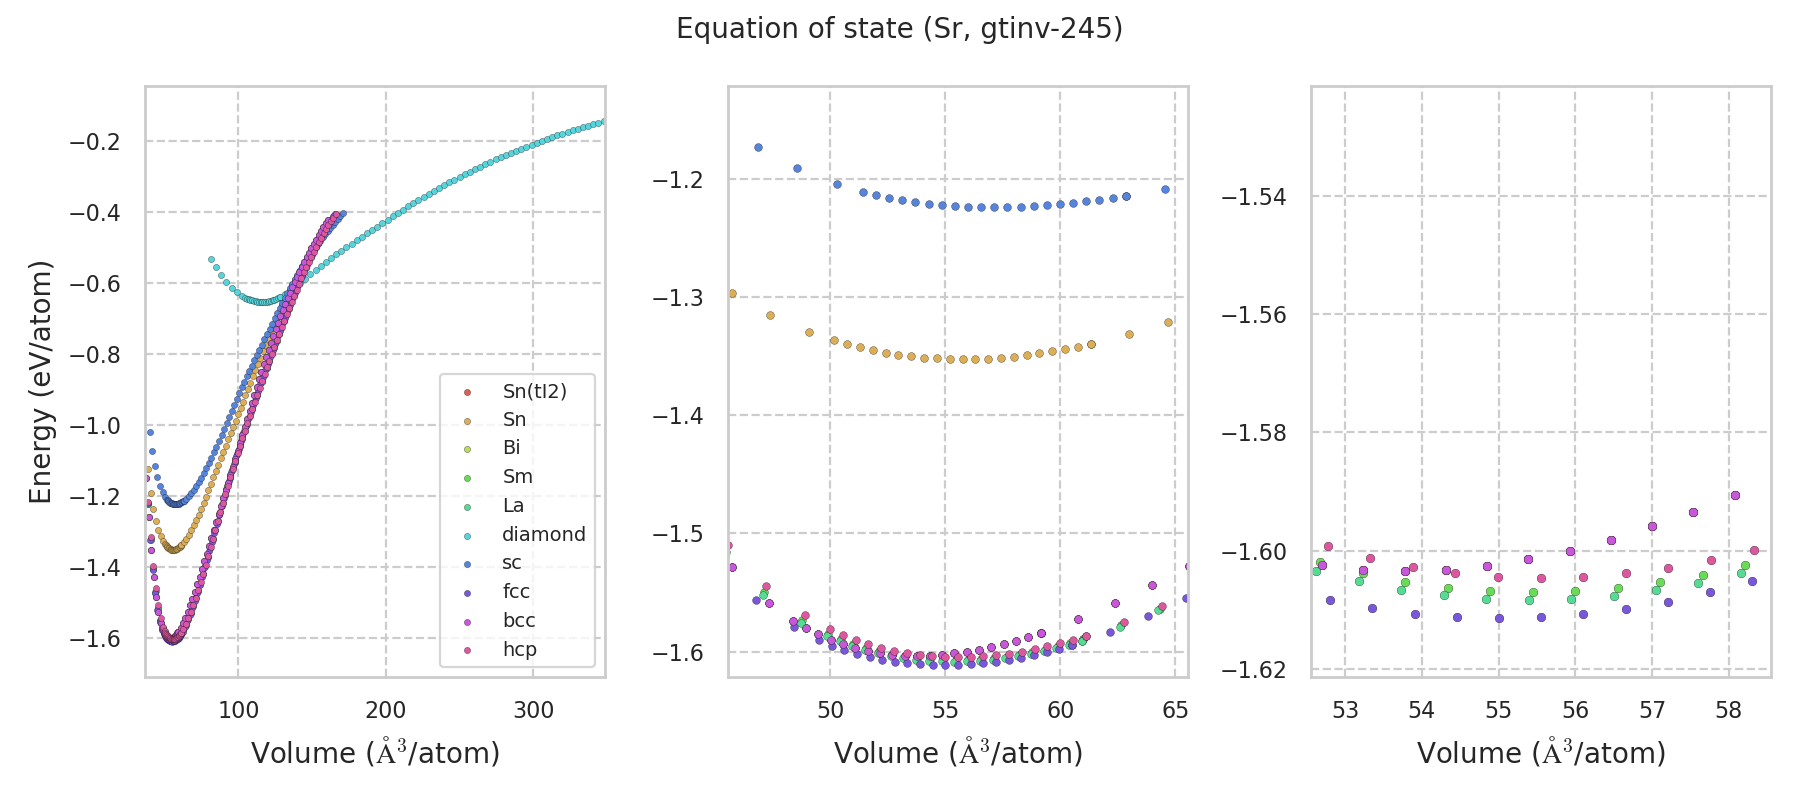 Equation of state (Sr, gtinv-245)
Energy (eV/atom)
−0.2
−0.4
−0.6
−0.8
−1.0
−1.2
−1.4
−1.6
100 200 300
Volume (Å³/atom)
Sn(tI2)
Sn
Bi
Sm
La
diamond
sc
fcc
bcc
hcp
−1.2
−1.3
−1.4
−1.5
−1.6
50 55 60 65
Volume (Å³/atom)
−1.54
−1.56
−1.58
−1.60
−1.62
53 54 55 56 57 58
Volume (Å³/atom)